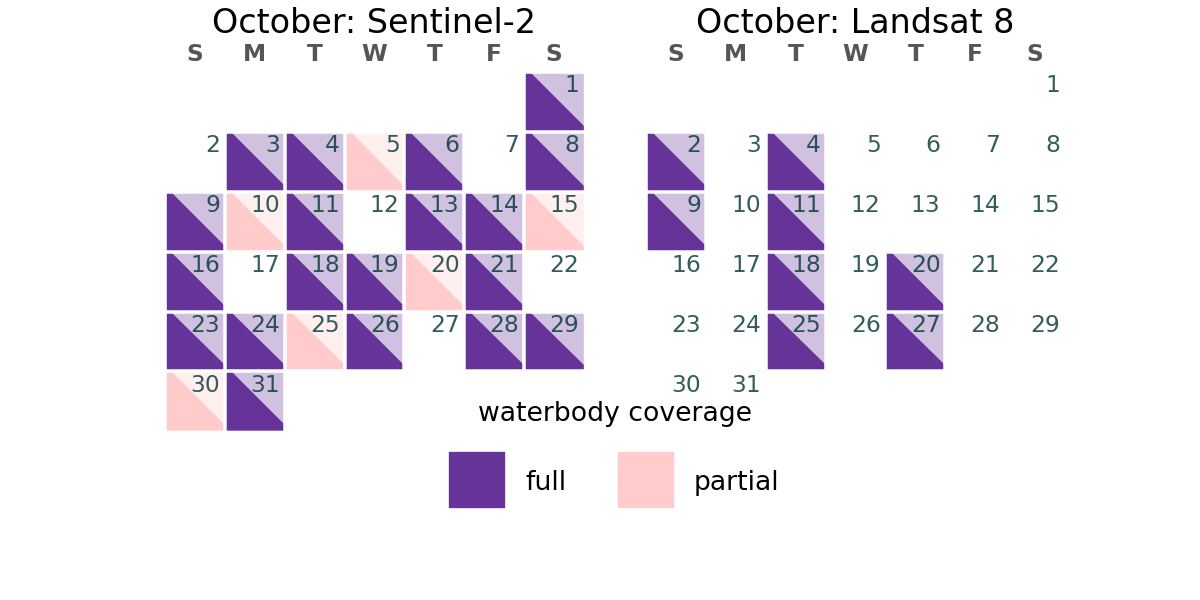 October: Sentinel-2
S M T W T F S
1
2 3 4 5 6 7 8
9 10 11 12 13 14 15
16 17 18 19 20 21 22
23 24 25 26 27 28 29
30 31
October: Landsat 8
S M T W T F S
1
2 3 4 5 6 7 8
9 10 11 12 13 14 15
16 17 18 19 20 21 22
23 24 25 26 27 28 29
30 31
waterbody coverage
full partial